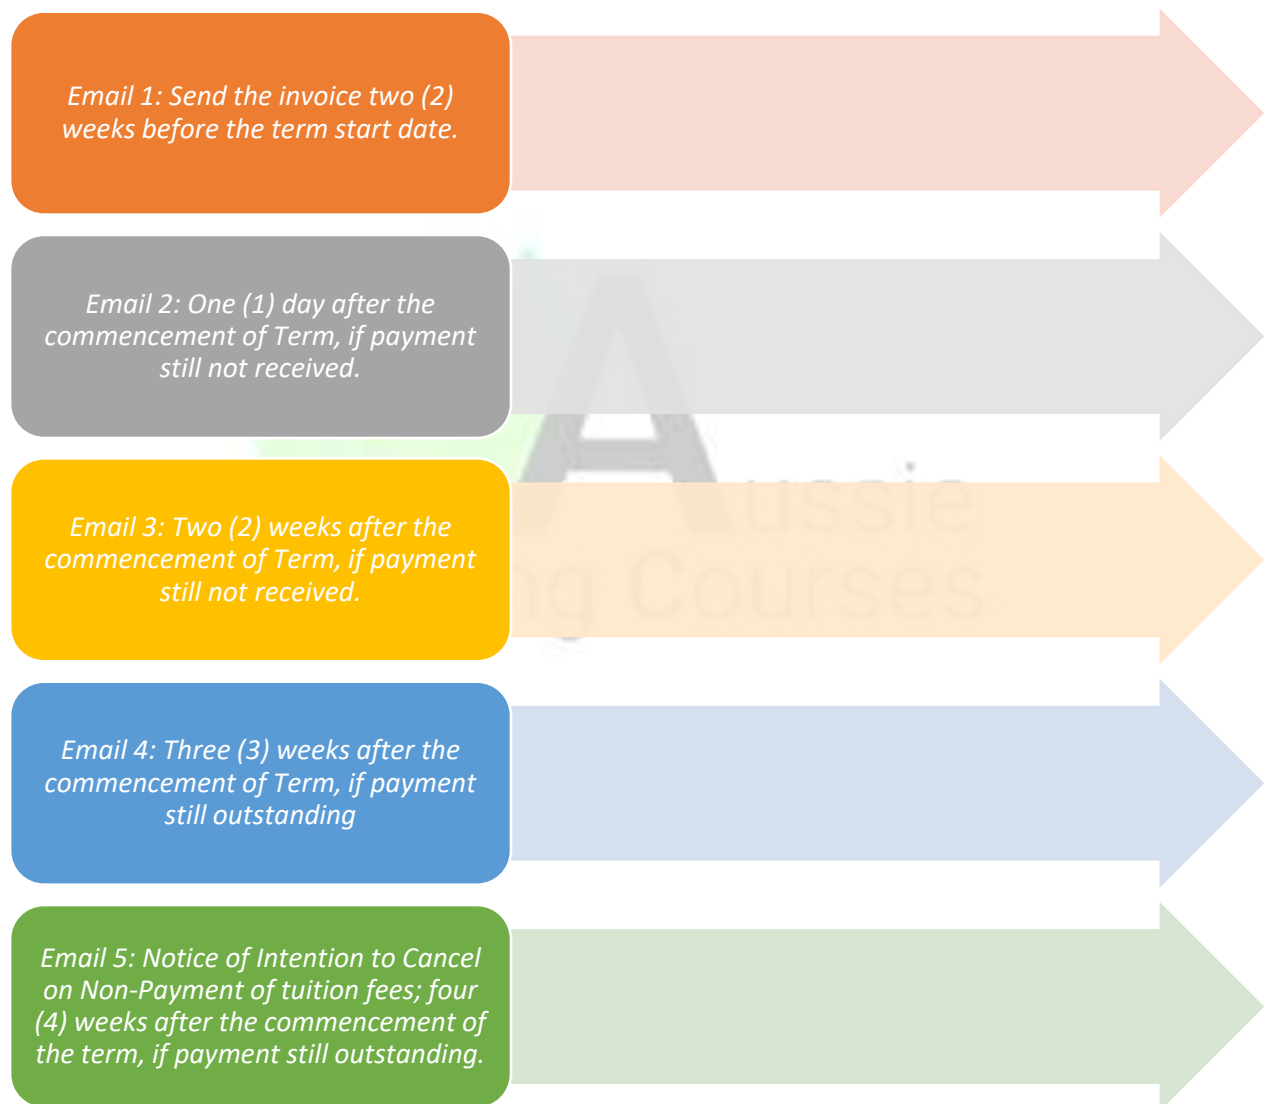 Email 1: Send the invoice two (2)
weeks before the term start date.
Email 2: One (1) day after the
commencement of Term, if payment
still not received.
Email 3: Two (2) weeks after the
commencement of Term, if payment
still not received.
Aussie
ng Courses
Email 4: Three (3) weeks after the
commencement of Term, if payment
still outstanding
Email 5: Notice of Intention to Cancel
on Non-Payment of tuition fees; four
(4) weeks after the commencement of
the term, if payment still outstanding.